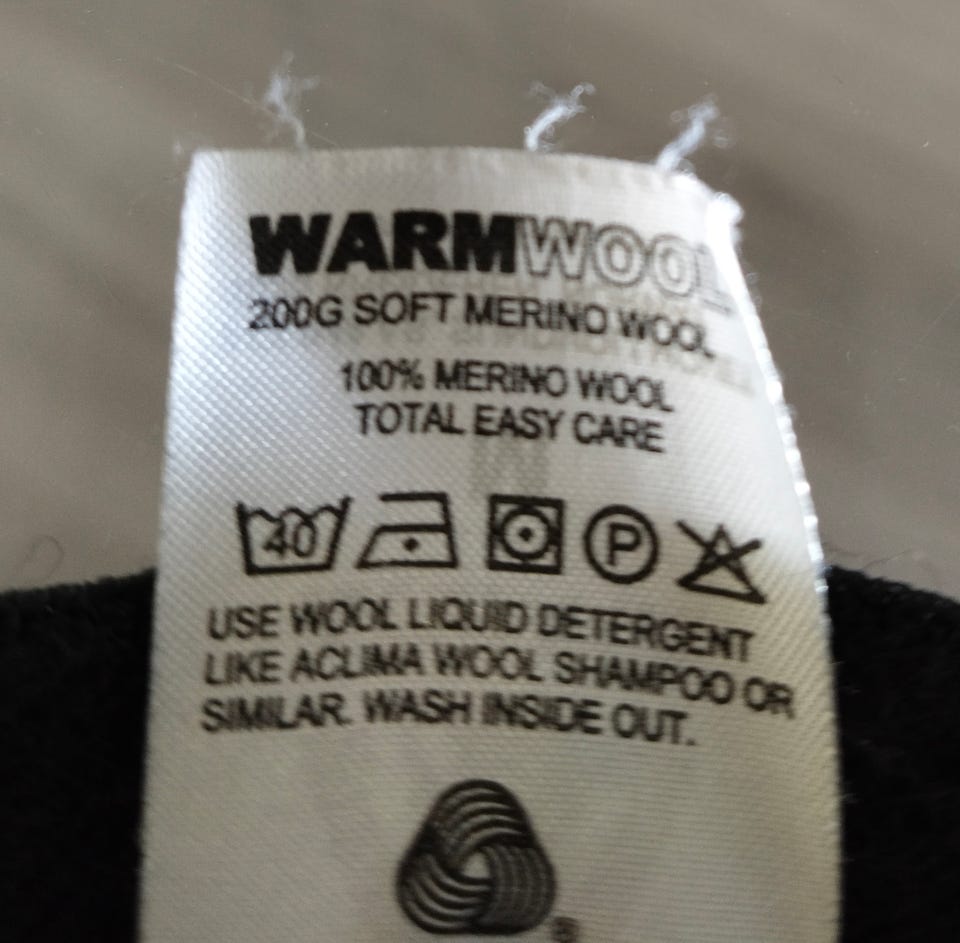 WARMWOOL
200G SOFT MERINO WOOL
100% MERINO WOOL
TOTAL EASY CARE
40 P
USE WOOL LIQUID DETERGENT
LIKE ACLIMA WOOL SHAMPOO OR
SIMILAR. WASH INSIDE OUT.
®